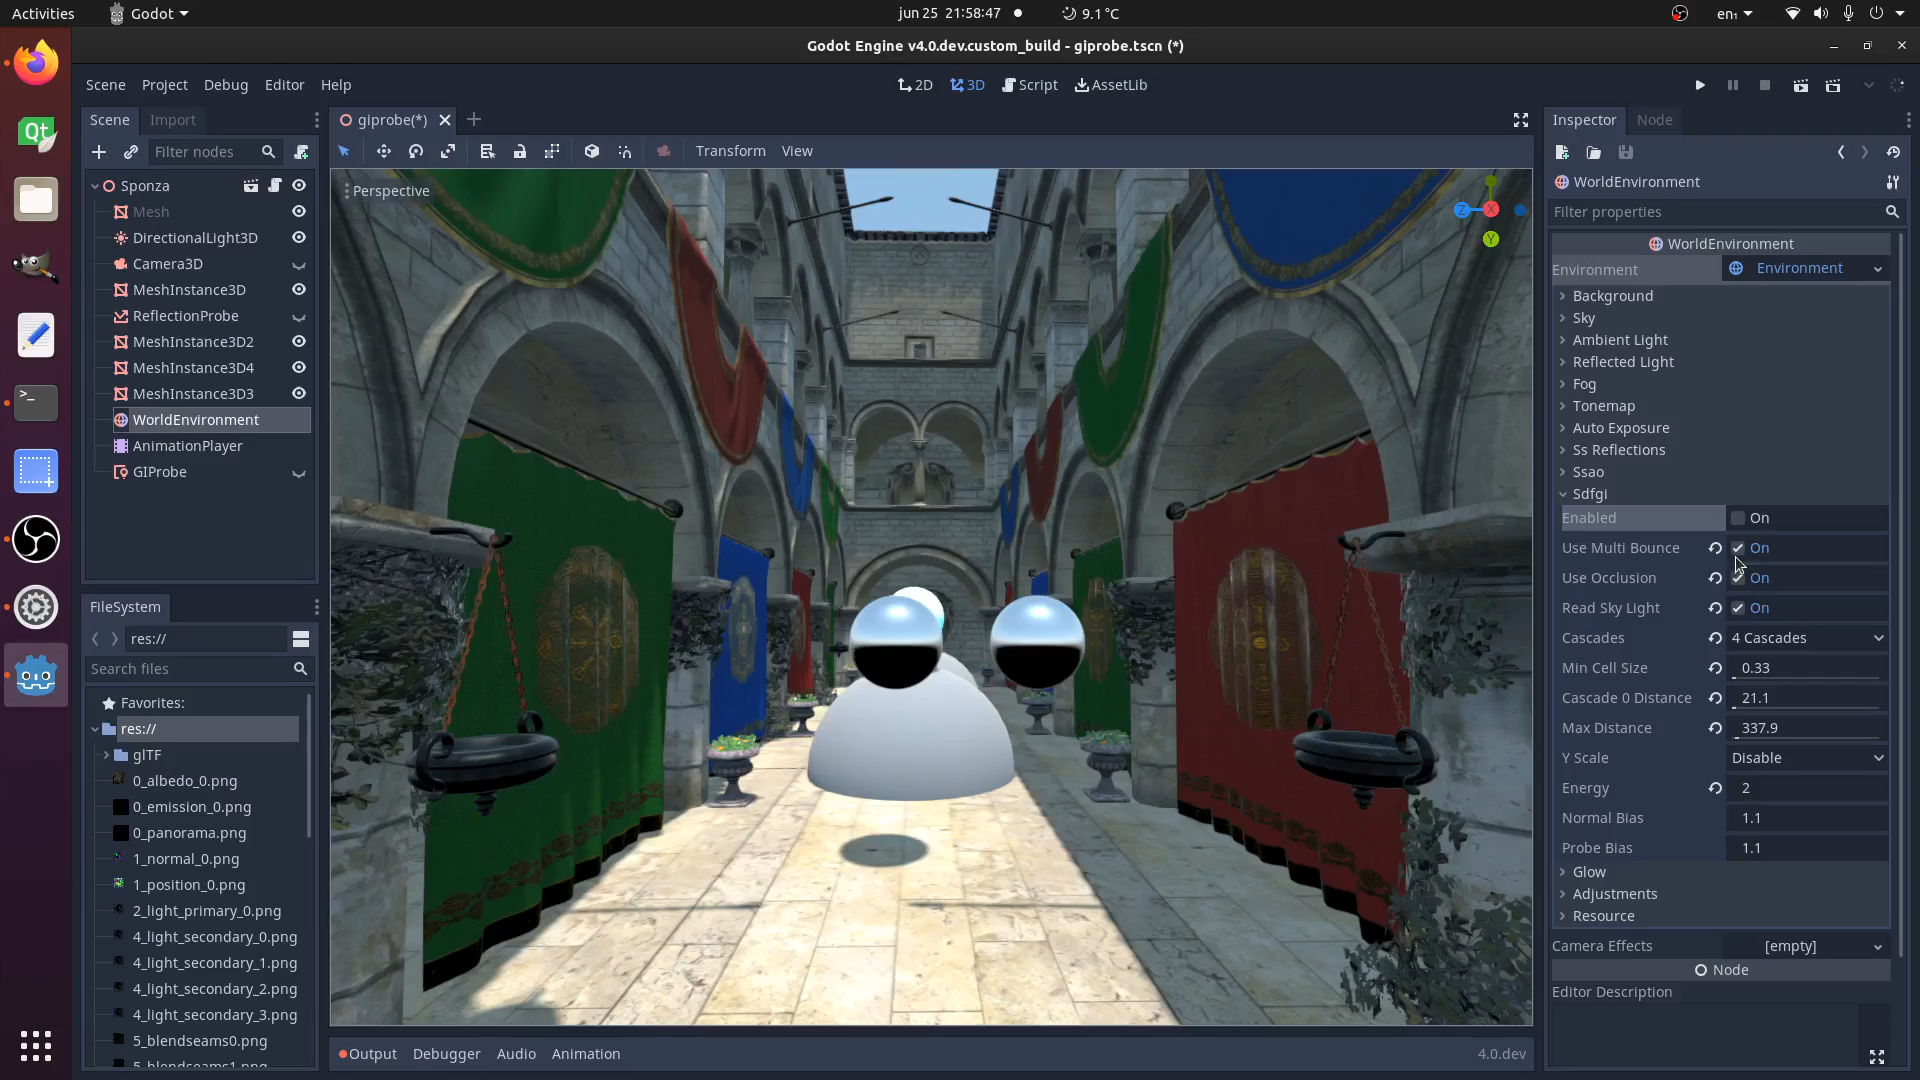 Activities
Godot
jun 25 21:58:47
9.1 °C
en₁
Godot Engine v4.0.dev.custom_build - giprobe.tscn (*)
Scene
Project
Debug
Editor
Help
2D
3D
Script
AssetLib
Scene
Import
Filter nodes
Sponza
Mesh
DirectionalLight3D
Camera3D
MeshInstance3D
ReflectionProbe
MeshInstance3D2
MeshInstance3D4
MeshInstance3D3
WorldEnvironment
AnimationPlayer
GIProbe
FileSystem
res://
Search files
Favorites:
res://
glTF
0_albedo_0.png
0_emission_0.png
0_panorama.png
1_normal_0.png
1_position_0.png
2_light_primary_0.png
4_light_secondary_0.png
4_light_secondary_1.png
4_light_secondary_2.png
4_light_secondary_3.png
5_blendseams0.png
5_blendseams1.png
giprobe(*)
Transform
View
Perspective
Z
X
Y
Output
Debugger
Audio
Animation
4.0.dev
Inspector
Node
WorldEnvironment
Filter properties
WorldEnvironment
Environment
Environment
Background
Sky
Ambient Light
Reflected Light
Fog
Tonemap
Auto Exposure
Ss Reflections
Ssao
Sdfgi
Enabled On
Use Multi Bounce On
Use Occlusion On
Read Sky Light On
Cascades 4 Cascades
Min Cell Size 0.33
Cascade 0 Distance 21.1
Max Distance 337.9
Y Scale Disable
Energy 2
Normal Bias 1.1
Probe Bias 1.1
Glow
Adjustments
Resource
Camera Effects [empty]
Node
Editor Description